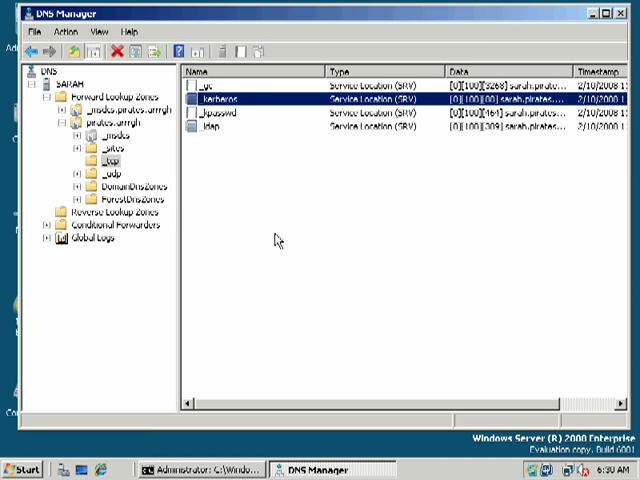 DNS Manager
File Action View Help
Name Type Data Timestamp
DNS
SARAH
Forward Lookup Zones
_msdcs.pirates.arrrgh
pirates.arrrgh
_msdcs
_sites
_tcp
_udp
DomainDnsZones
ForestDnsZones
Reverse Lookup Zones
Conditional Forwarders
Global Logs
_gc Service Location (SRV) [0][100][3268] sarah.pirates... 2/10/2008 1
_kerberos Service Location (SRV) [0][100][88] sarah.pirates.... 2/10/2008 1
_kpasswd Service Location (SRV) [0][100][464] sarah.pirates... 2/10/2008 1
_ldap Service Location (SRV) [0][100][389] sarah.pirates... 2/10/2008 1
Windows Server (R) 2008 Enterprise
Evaluation copy. Build 6001
Start Administrator: C:\Windo... DNS Manager 6:30 AM